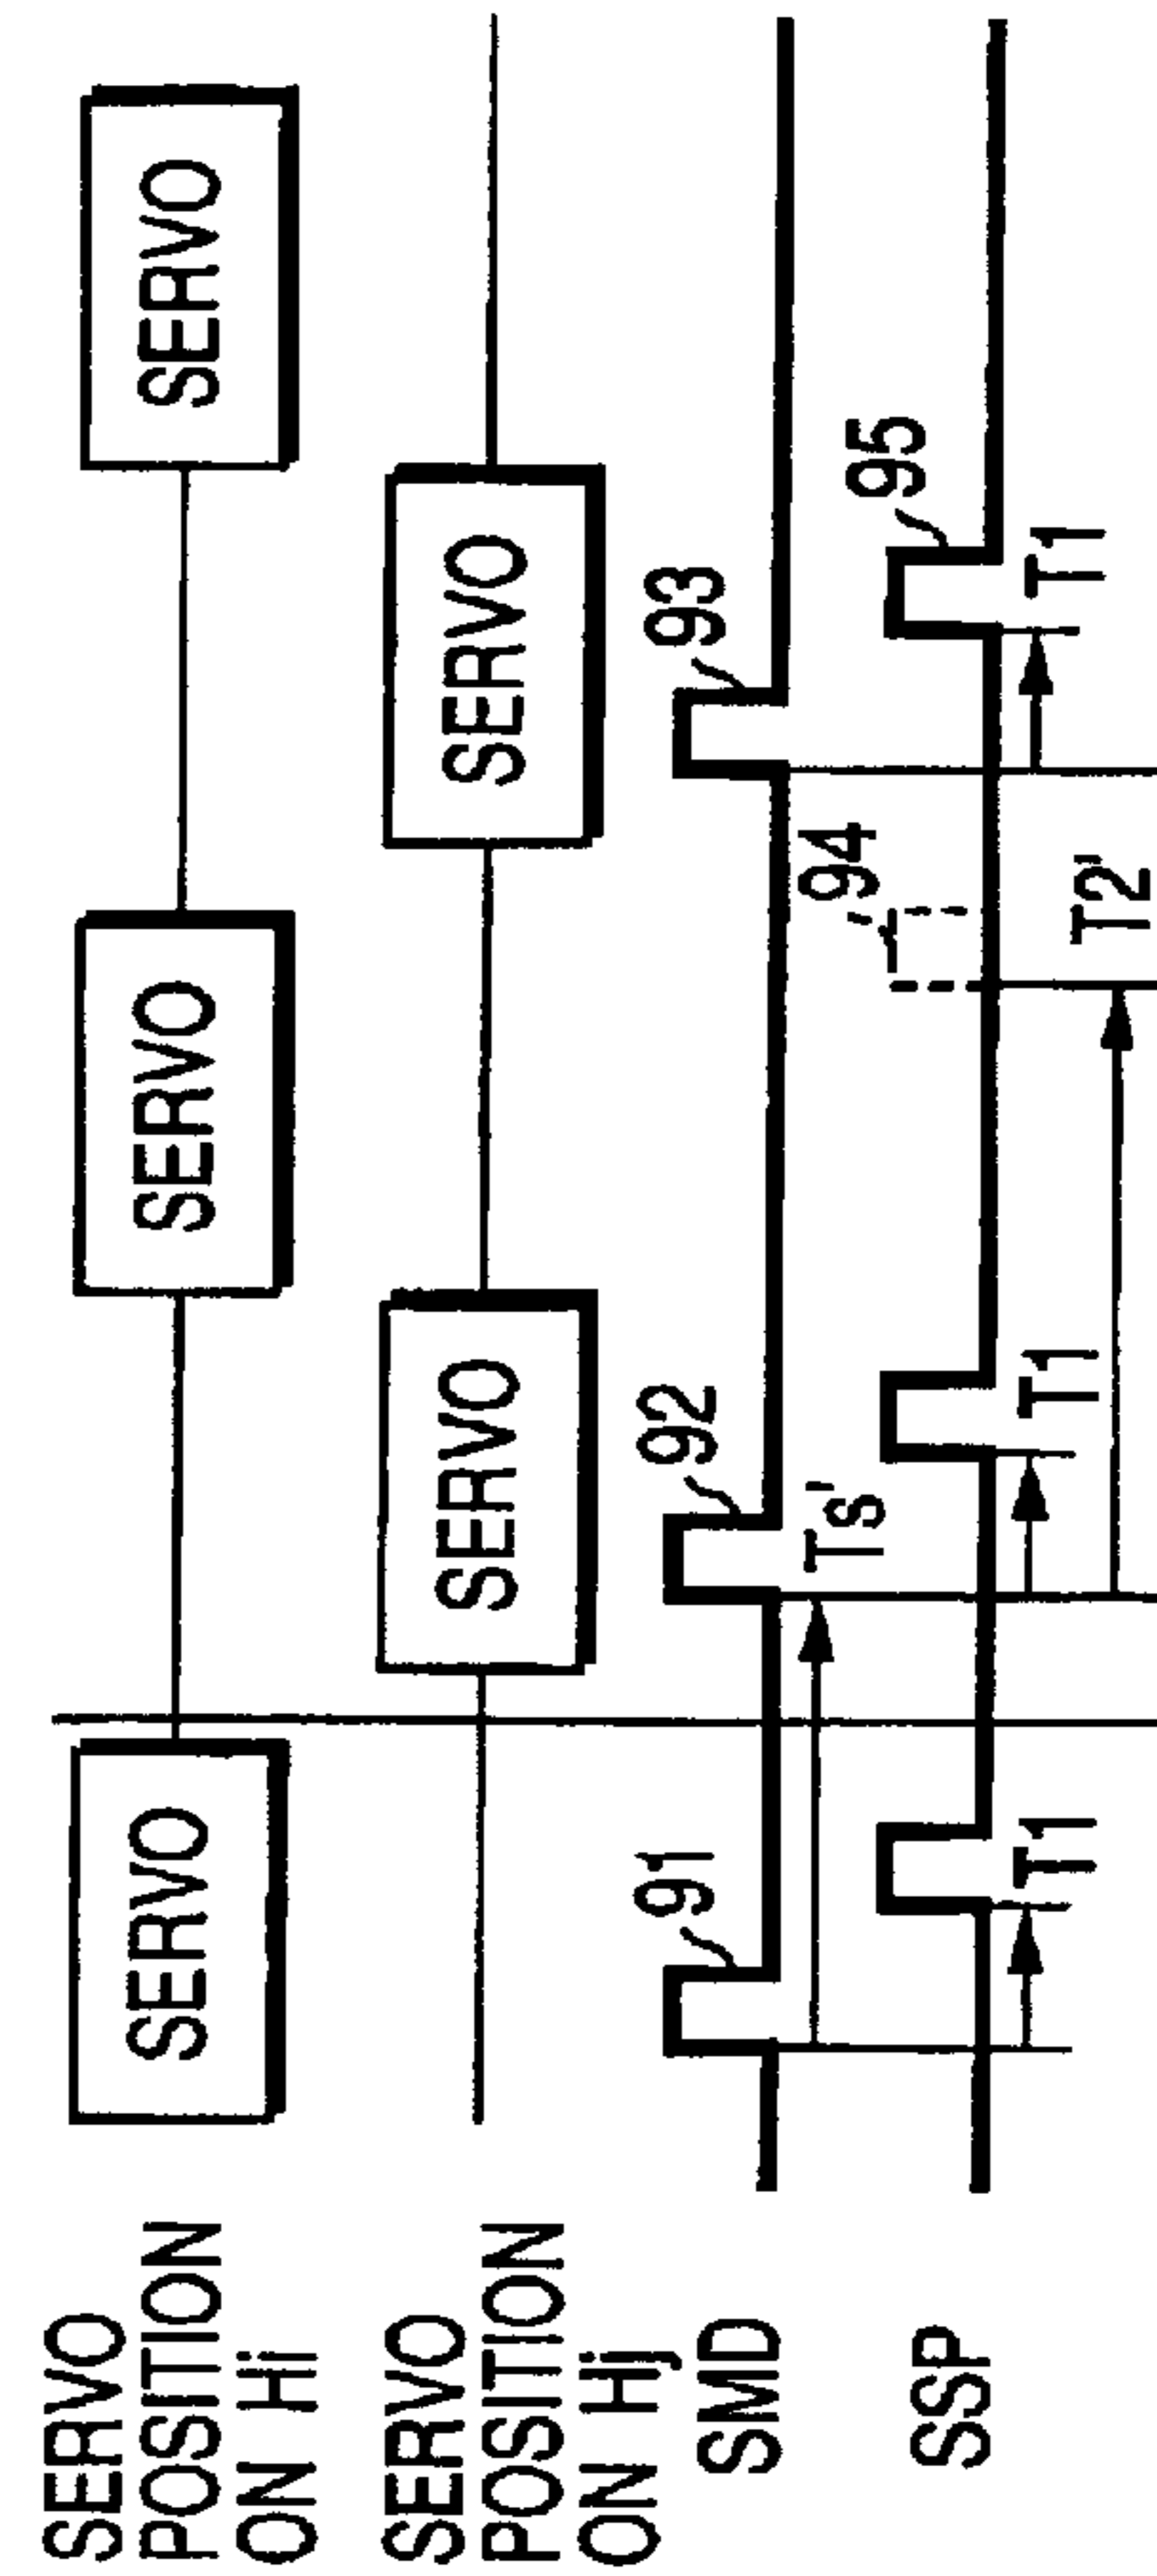 SERVO
POSITION
ON Hi
SERVO
SERVO
SERVO
SERVO
POSITION
ON Hj
SERVO
SERVO
SMD
91
92
93
Ts'
94
SSP
95
T1
T1
T1
T2'